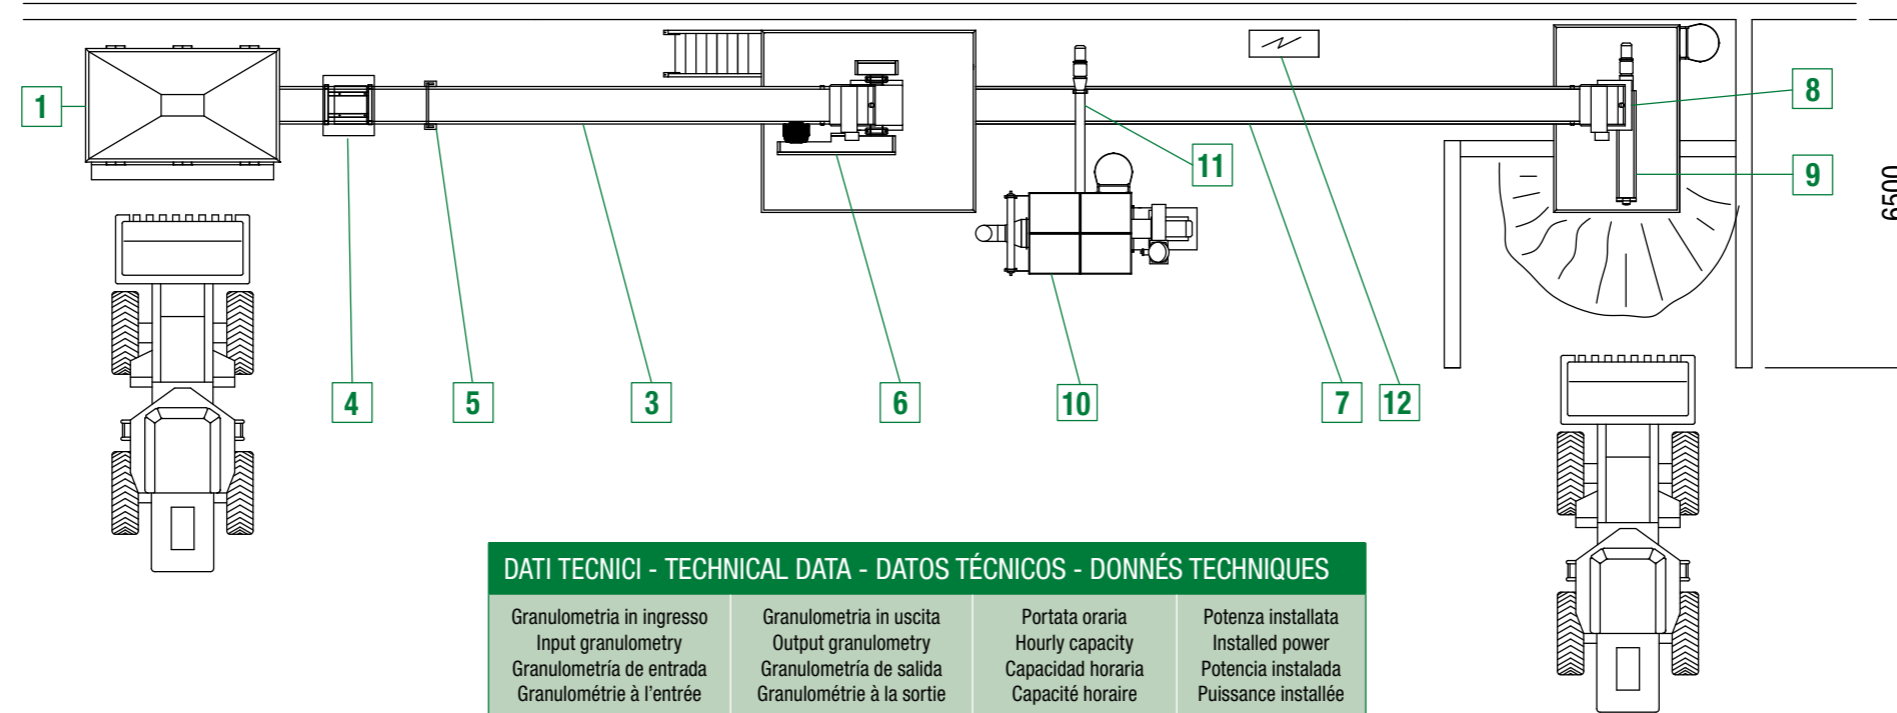 1
8
11
9
6500
4
5
3
6
10
7
12
DATI TECNICI - TECHNICAL DATA - DATOS TÉCNICOS - DONNÉS TECHNIQUES
Granulometria in ingresso
Input granulometry
Granulometría de entrada
Granulométrie à l'entrée
Granulometria in uscita
Output granulometry
Granulometría de salida
Granulométrie à la sortie
Portata oraria
Hourly capacity
Capacidad horaria
Capacité horaire
Potenza installata
Installed power
Potencia instalada
Puissance installée